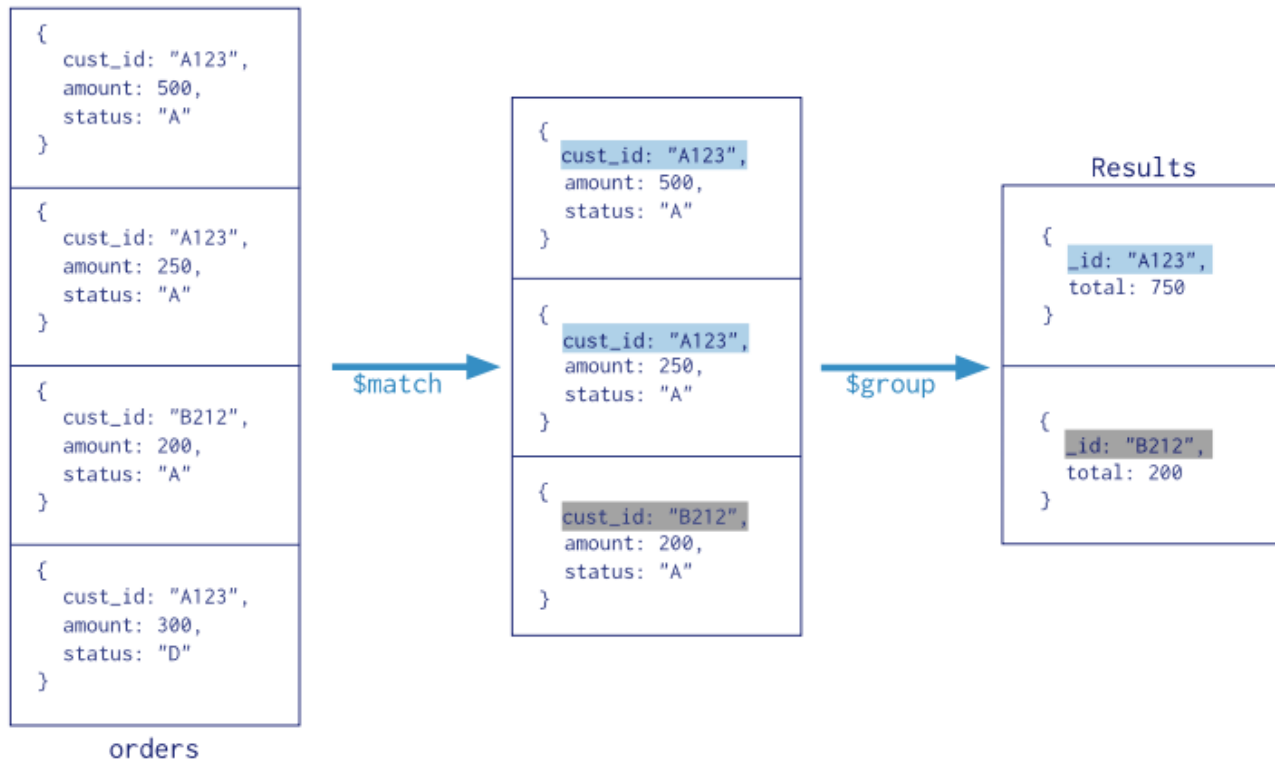 {
cust_id: "A123",
amount: 500,
status: "A"
}
{
cust_id: "A123",
amount: 250,
status: "A"
}
{
cust_id: "B212",
amount: 200,
status: "A"
}
{
cust_id: "A123",
amount: 300,
status: "D"
}
orders
$match
{
cust_id: "A123",
amount: 500,
status: "A"
}
{
cust_id: "A123",
amount: 250,
status: "A"
}
{
cust_id: "B212",
amount: 200,
status: "A"
}
$group
Results
{
_id: "A123",
total: 750
}
{
_id: "B212",
total: 200
}